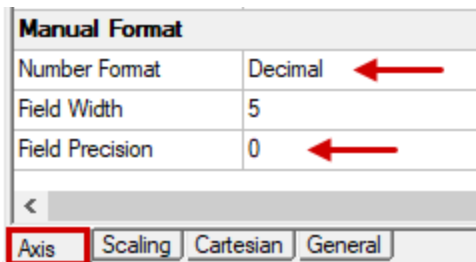 Manual Format
Number Format Decimal
Field Width 5
Field Precision 0
<
Axis Scaling Cartesian General